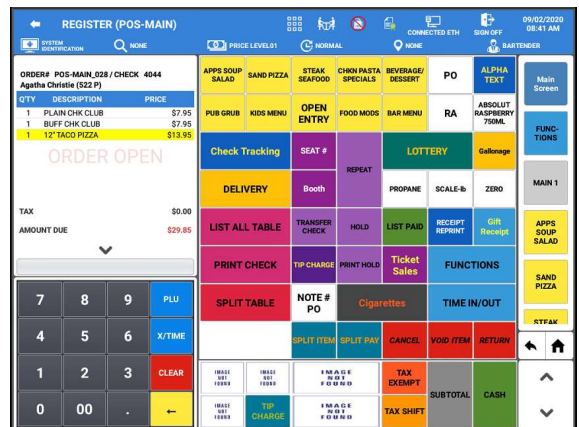 REGISTER (POS-MAIN)
CONNECTED ETH
SIGN OFF
09/02/2020
08:41 AM
SYSTEM
IDENTIFICATION
NONE
PRICE LEVEL01
NORMAL
NONE
BARTENDER
ORDER# POS-MAIN_028 / CHECK 4044
Agatha Christie (522 P)
Q'TY DESCRIPTION PRICE
1 PLAIN CHK CLUB $7.95
1 BUFF CHK CLUB $7.95
1 12"TACO PIZZA $13.95
ORDER OPEN
TAX $0.00
AMOUNT DUE $29.85
7 8 9 PLU
4 5 6 X/TIME
1 2 3 CLEAR
0 00 . ←
APPS SOUP
SALAD
SAND PIZZA
STEAK
SEAFOOD
CHKN PASTA
SPECIALS
BEVERAGE/
DESSERT
PO
ALPHA
TEXT
PUB GRUB
KIDS MENU
OPEN
ENTRY
FOOD MODS
BAR MENU
RA
ABSOLUT
RASPBERRY
750ML
Check Tracking
SEAT #
REPEAT
LOTTERY
Gallonage
DELIVERY
Booth
PROPANE
SCALE-lb
ZERO
LIST ALL TABLE
TRANSFER
CHECK
HOLD
LIST PAID
RECEIPT
REPRINT
Gift
Receipt
PRINT CHECK
TIP CHARGE
PRINT HOLD
Ticket
Sales
FUNCTIONS
SPLIT TABLE
NOTE #
PO
Cigarettes
TIME IN/OUT
SPLIT ITEM
SPLIT PAY
CANCEL
VOID ITEM
RETURN
IMAGE
NOT
FOUND
IMAGE
NOT
FOUND
IMAGE
NOT
FOUND
TAX
EXEMPT
SUBTOTAL
CASH
IMAGE
NOT
FOUND
TIP
CHARGE
IMAGE
NOT
FOUND
TAX SHIFT
Main
Screen
FUNC-
TIONS
MAIN 1
APPS
SOUP
SALAD
SAND
PIZZA
STEAK